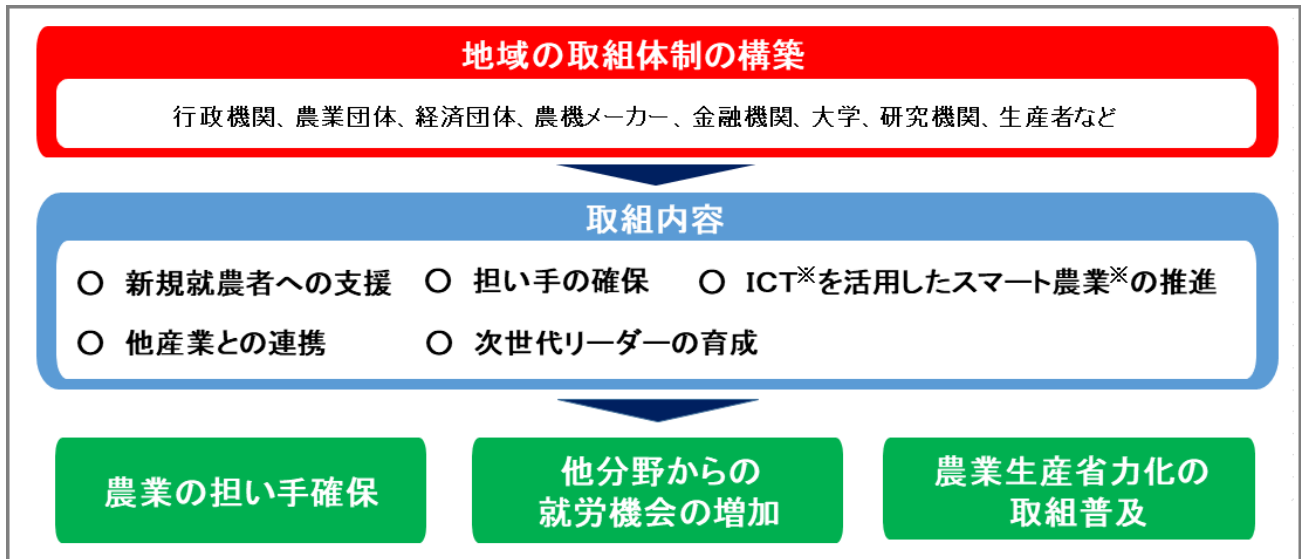 地域の取組体制の構築
行政機関、農業団体、経済団体、農機メーカー、金融機関、大学、研究機関、生産者など
取組内容
○ 新規就農者への支援 ○ 担い手の確保 ○ ICT※を活用したスマート農業※の推進
○ 他産業との連携 ○ 次世代リーダーの育成
農業の担い手確保
他分野からの
就労機会の増加
農業生産省力化の
取組普及